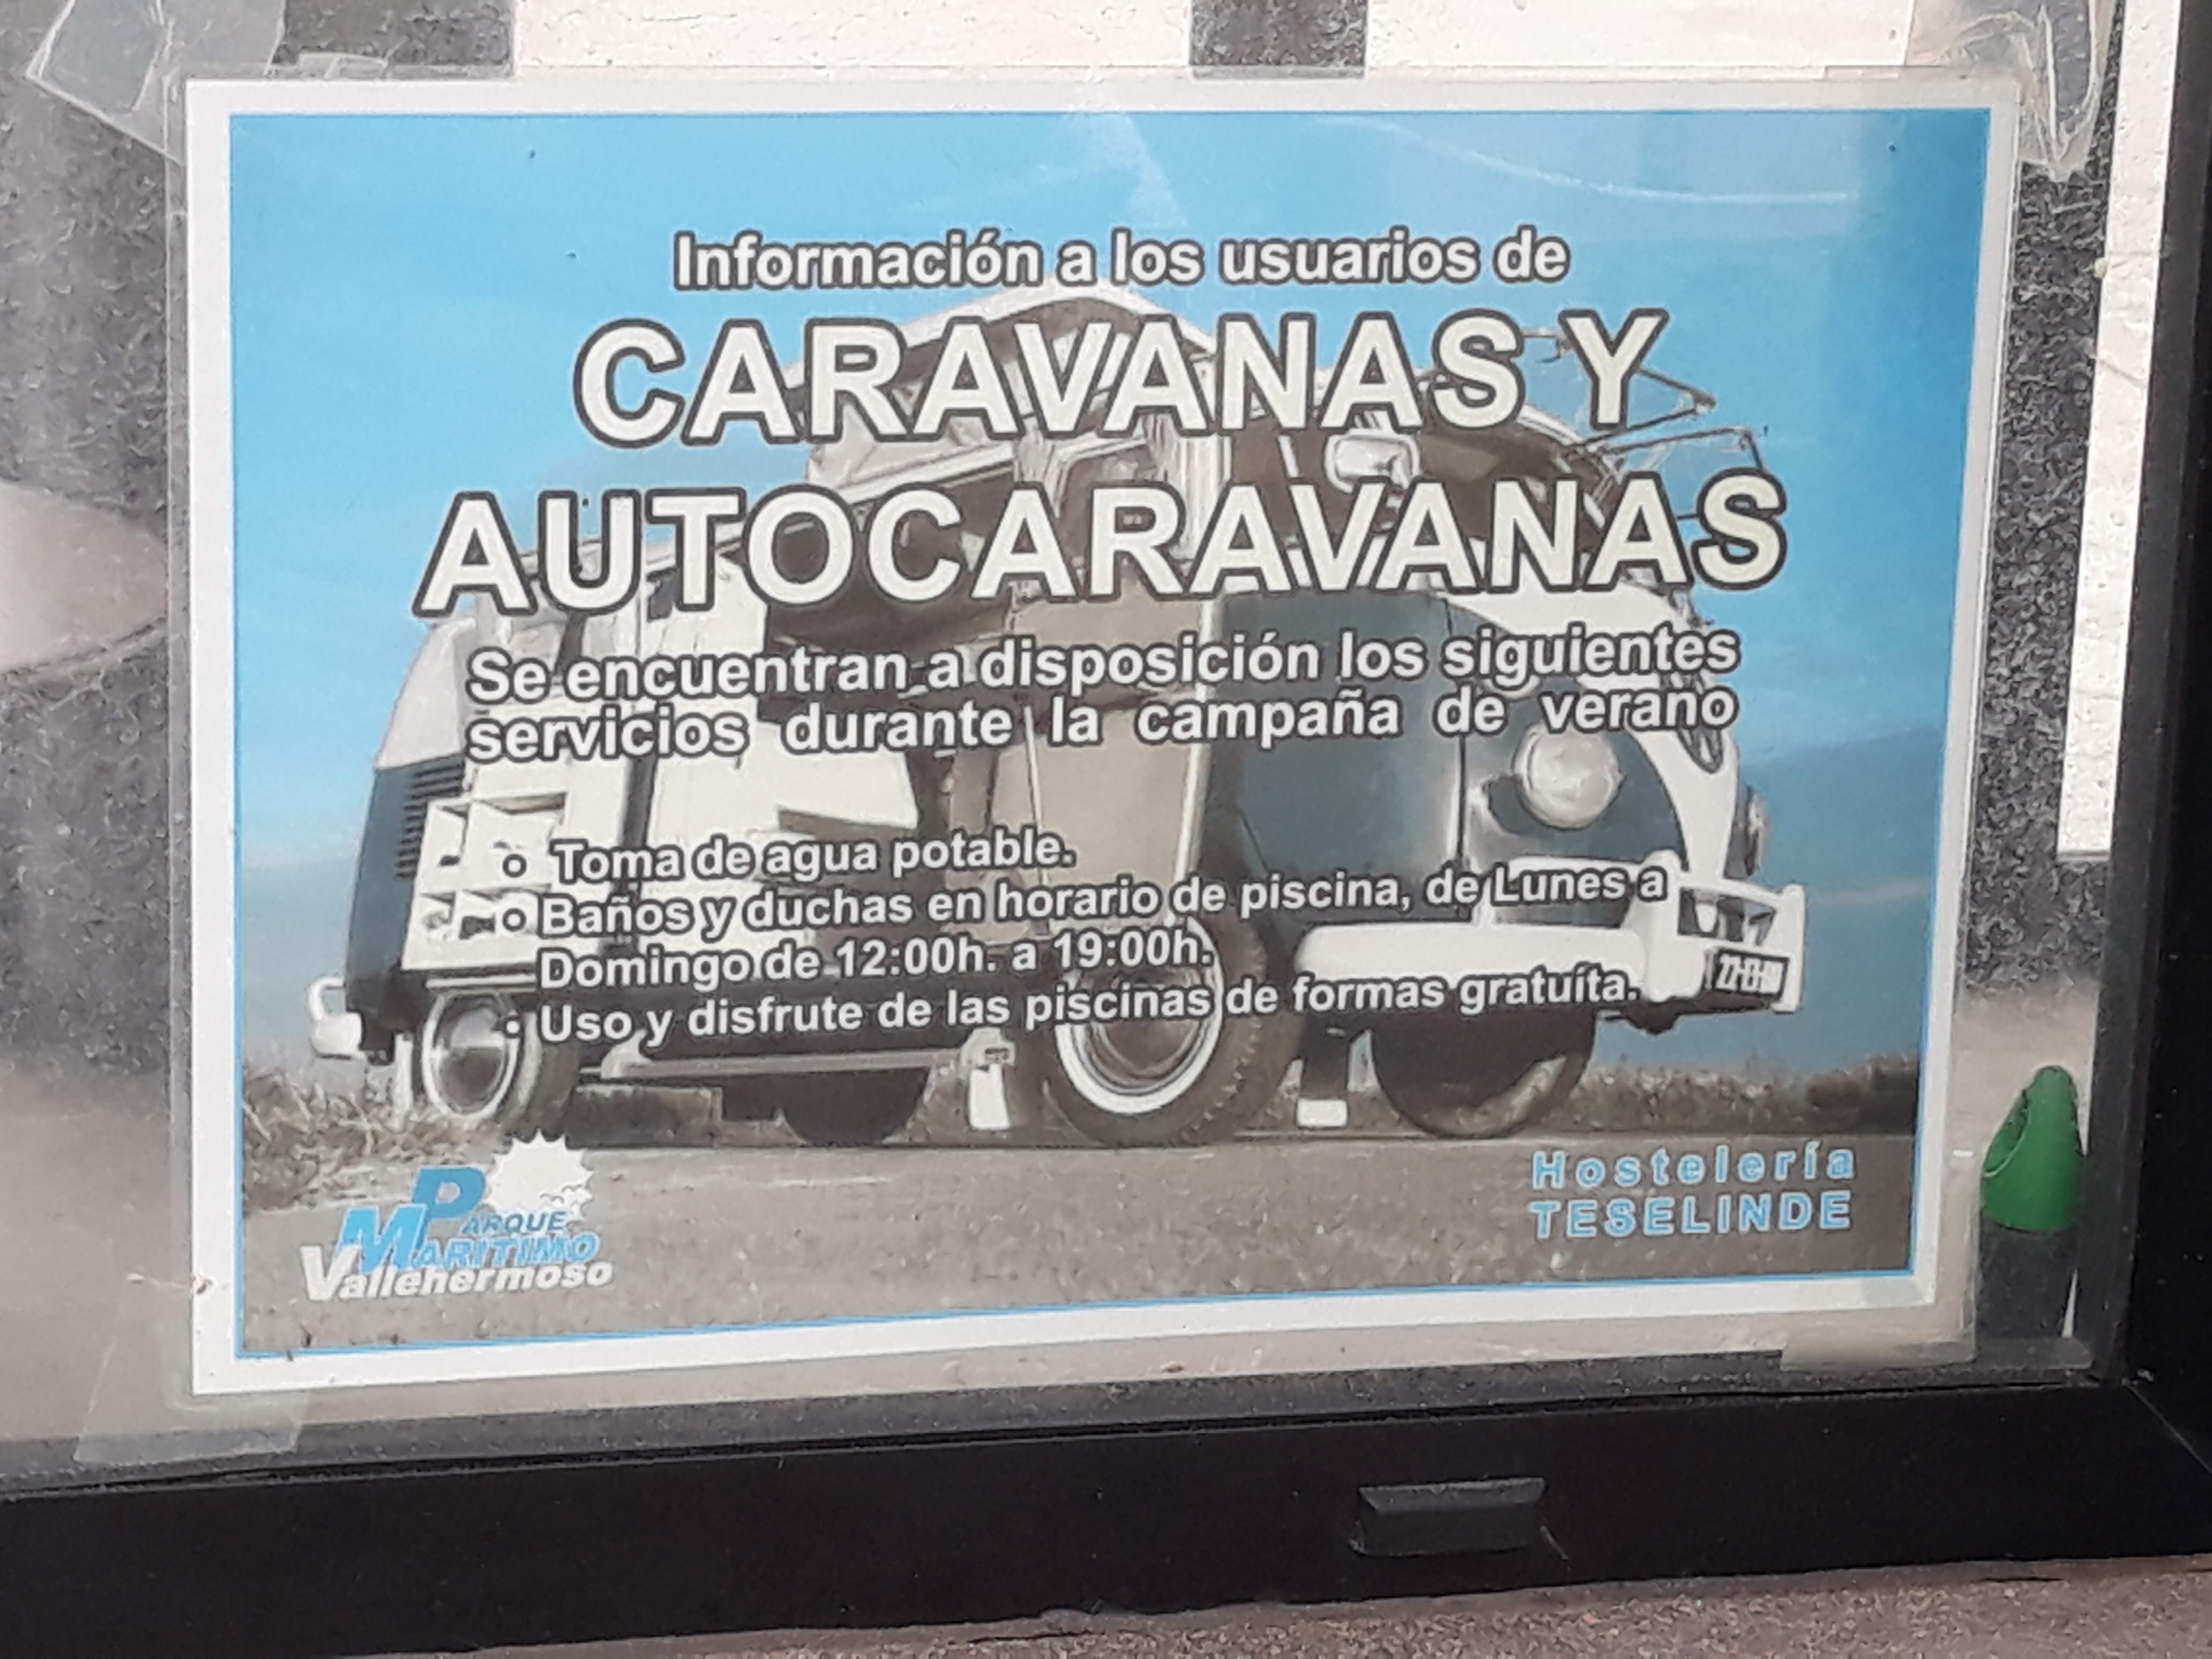 Información a los usuarios de
CARAVANAS Y
AUTOCARAVANAS
Se encuentran a disposición los siguientes
servicios durante la campaña de verano
Toma de agua potable.
Baños y duchas en horario de piscina, de Lunes a
Domingo de 12:00h. a 19:00h.
Uso y disfrute de las piscinas de formas gratuíta.
PARQUE
MARÍTIMO
Vallehermoso
Hostelería
TESELINDE